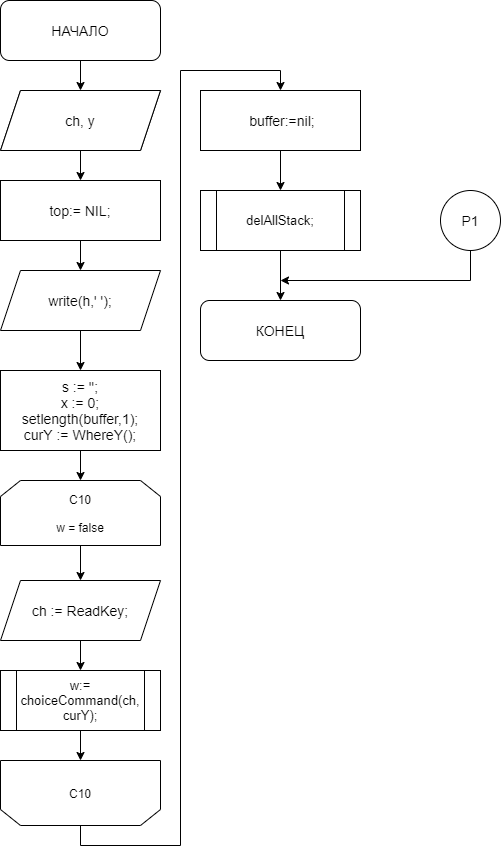 НАЧАЛО
ch, y
top:= NIL;
write(h,' ');
s := '';
x := 0;
setlength(buffer,1);
curY := WhereY();
C10
w = false
ch := ReadKey;
w:=
choiceCommand(ch,
curY);
C10
buffer:=nil;
delAllStack;
P1
КОНЕЦ